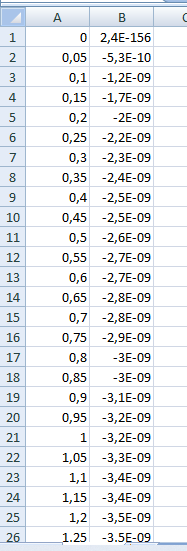 A B
1 0 2,4E-156
2 0,05 -5,3E-10
3 0,1 -1,2E-09
4 0,15 -1,7E-09
5 0,2 -2E-09
6 0,25 -2,2E-09
7 0,3 -2,3E-09
8 0,35 -2,4E-09
9 0,4 -2,5E-09
10 0,45 -2,5E-09
11 0,5 -2,6E-09
12 0,55 -2,7E-09
13 0,6 -2,7E-09
14 0,65 -2,8E-09
15 0,7 -2,8E-09
16 0,75 -2,9E-09
17 0,8 -3E-09
18 0,85 -3E-09
19 0,9 -3,1E-09
20 0,95 -3,2E-09
21 1 -3,2E-09
22 1,05 -3,3E-09
23 1,1 -3,4E-09
24 1,15 -3,4E-09
25 1,2 -3,5E-09
26 1,25 -3,5E-09